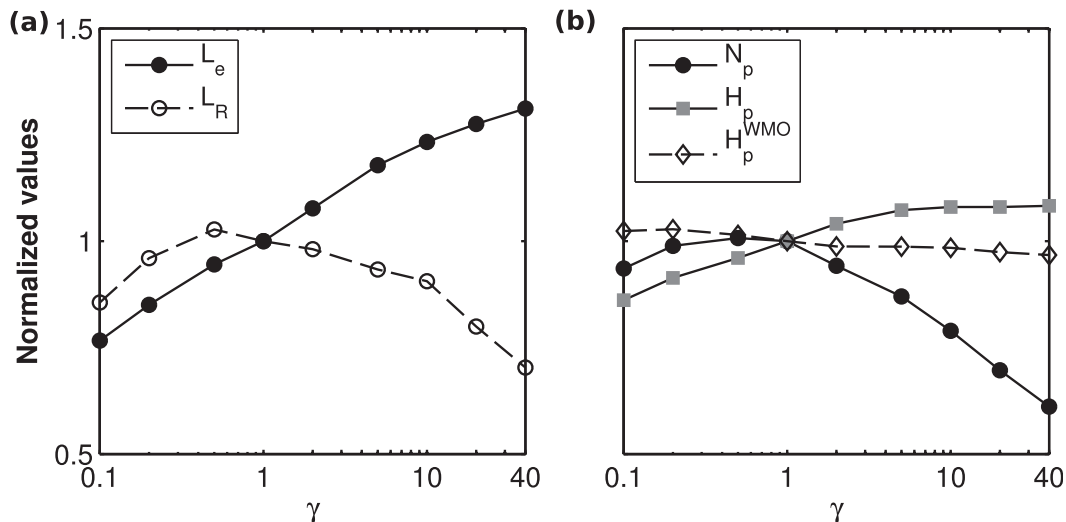 (a)
1.5
L_e
L_R
1
0.5
Normalized values
0.1 1 10 40
γ
(b)
N_p
H_p
H_p^WMO
0.1 1 10 40
γ